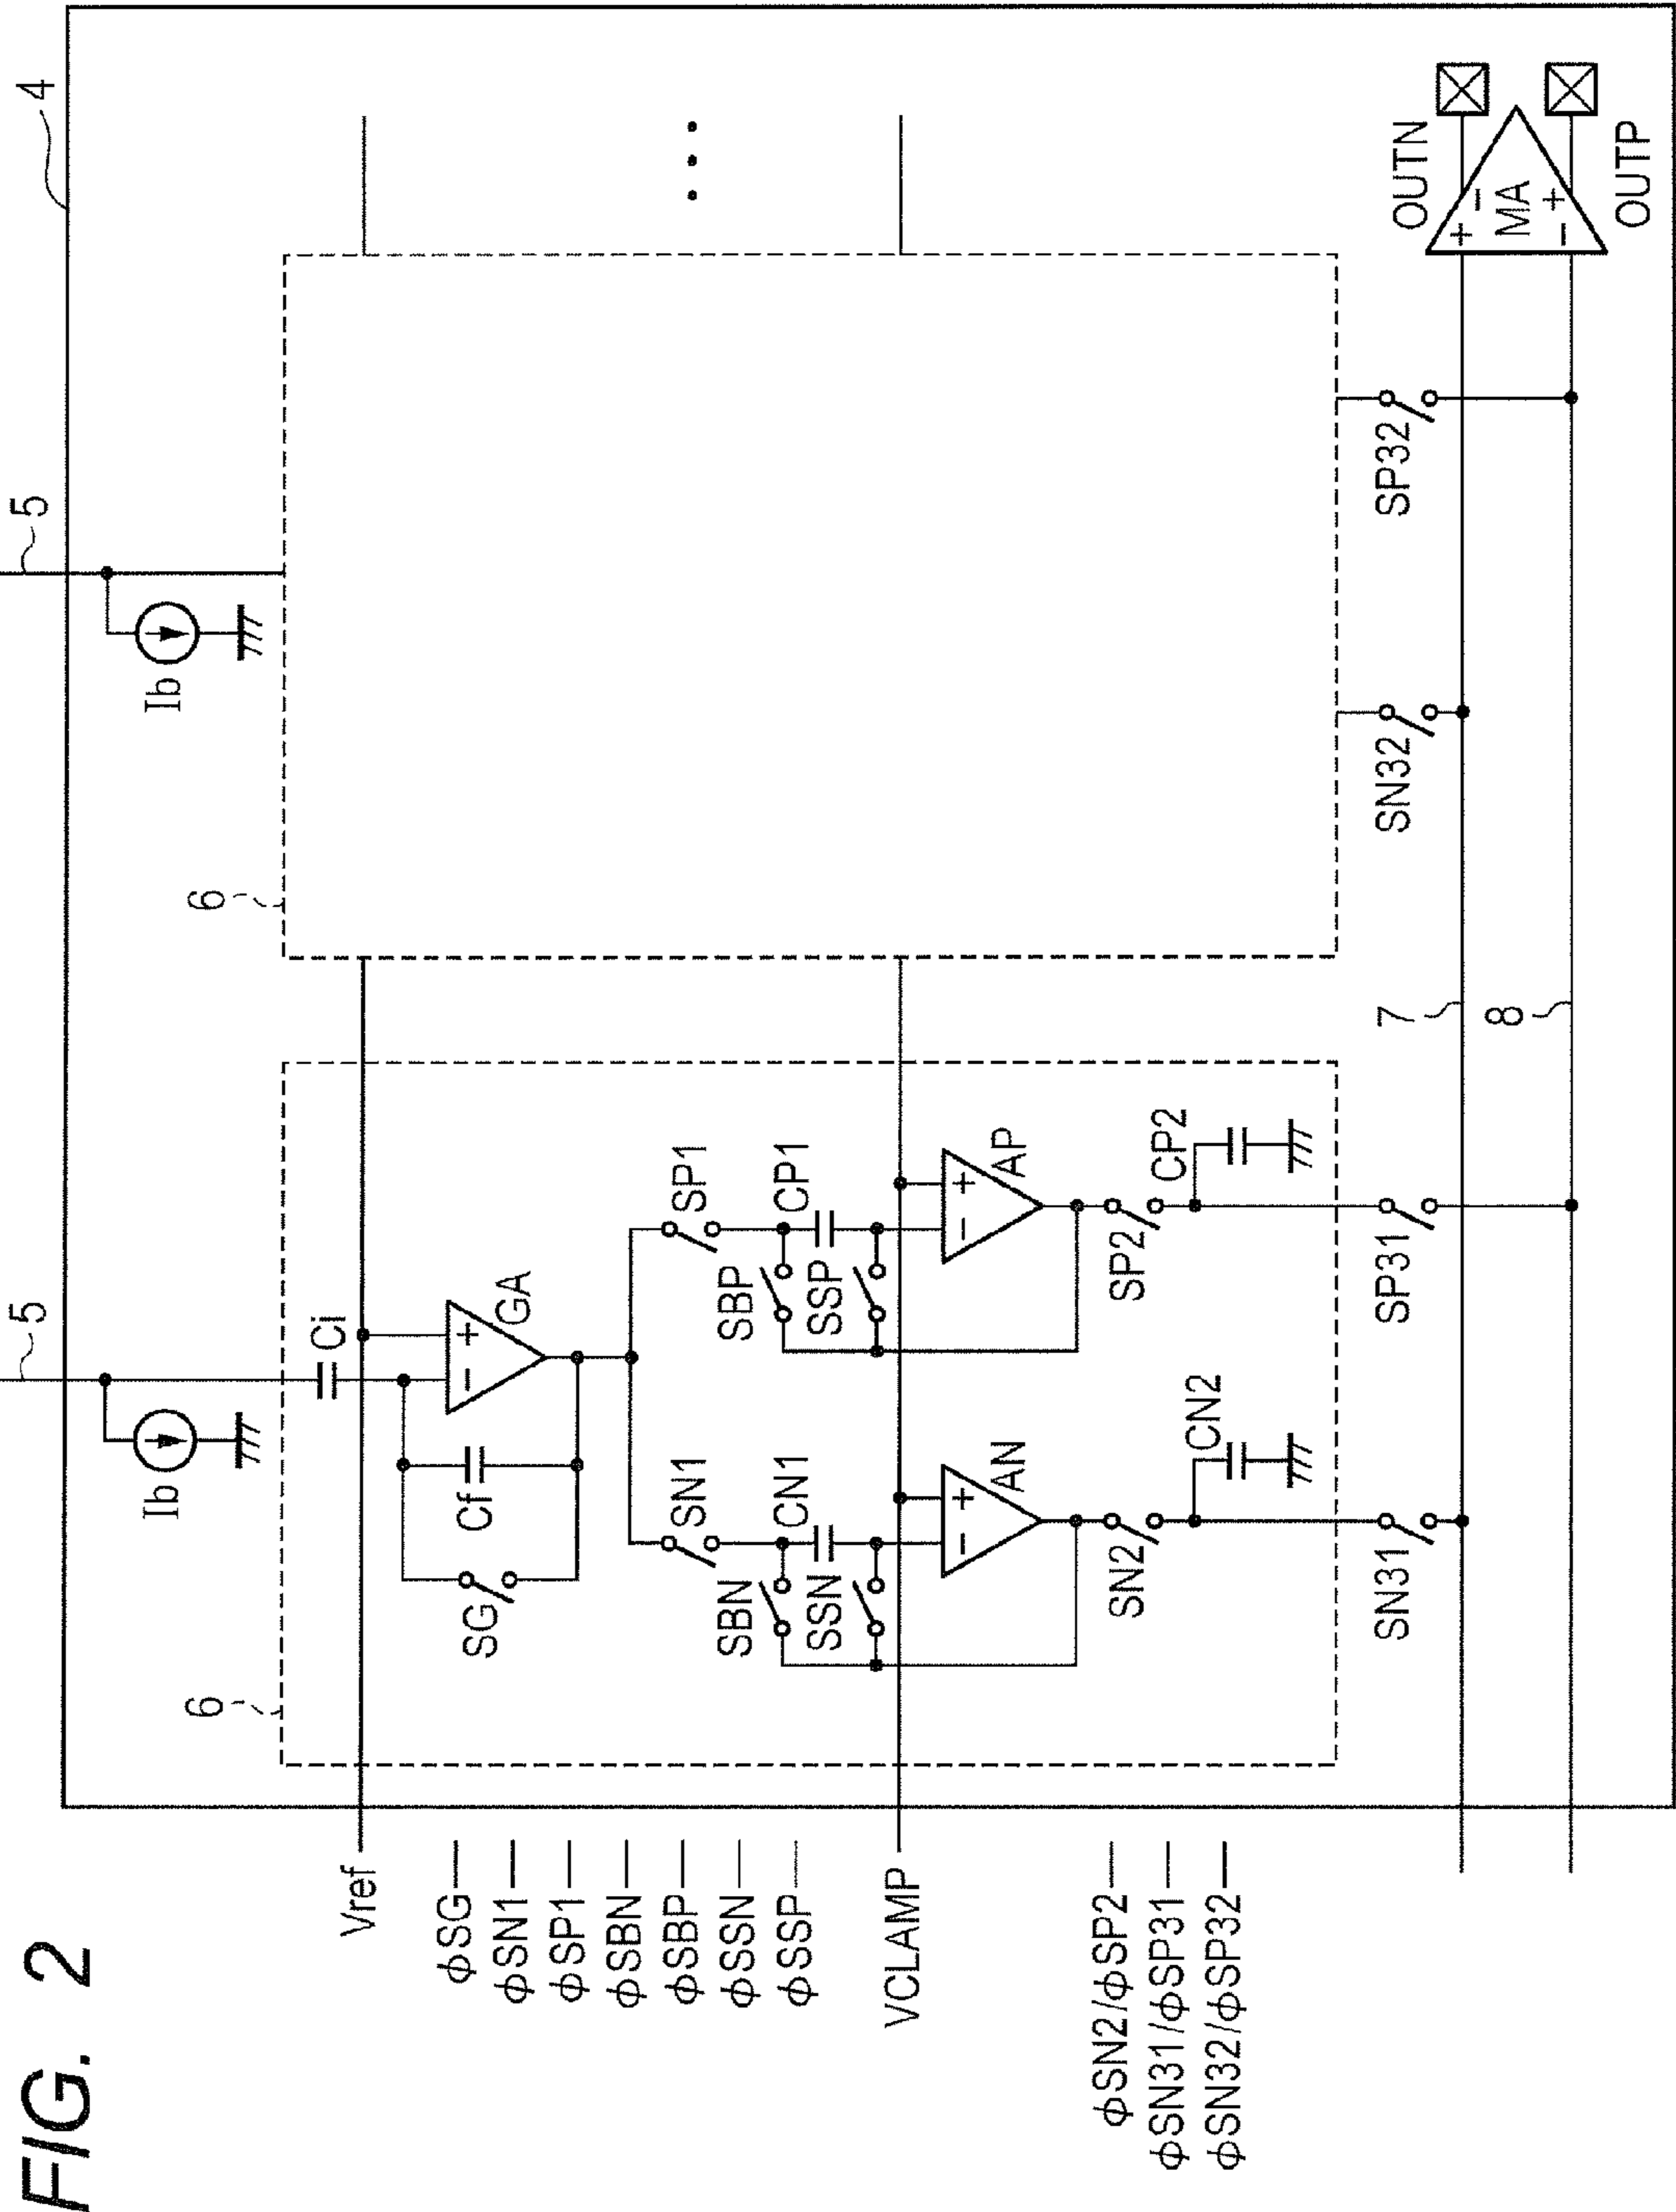 FIG. 2
4
5
5
Ib
Ib
6
6
Vref
Ci
GA
+
−
Cf
SG
ϕSG
ϕSN1
ϕSP1
ϕSBN
ϕSBP
ϕSSN
ϕSSP
SN1
SP1
SBN
CN1
SBP
CP1
SSN
SSP
VCLAMP
−
+
AN
−
+
AP
SN2
CN2
SP2
CP2
ϕSN2/ϕSP2
ϕSN31/ϕSP31
ϕSN32/ϕSP32
SN31
SP31
SN32
SP32
7
8
OUTN
+
−
MA
−
+
OUTP